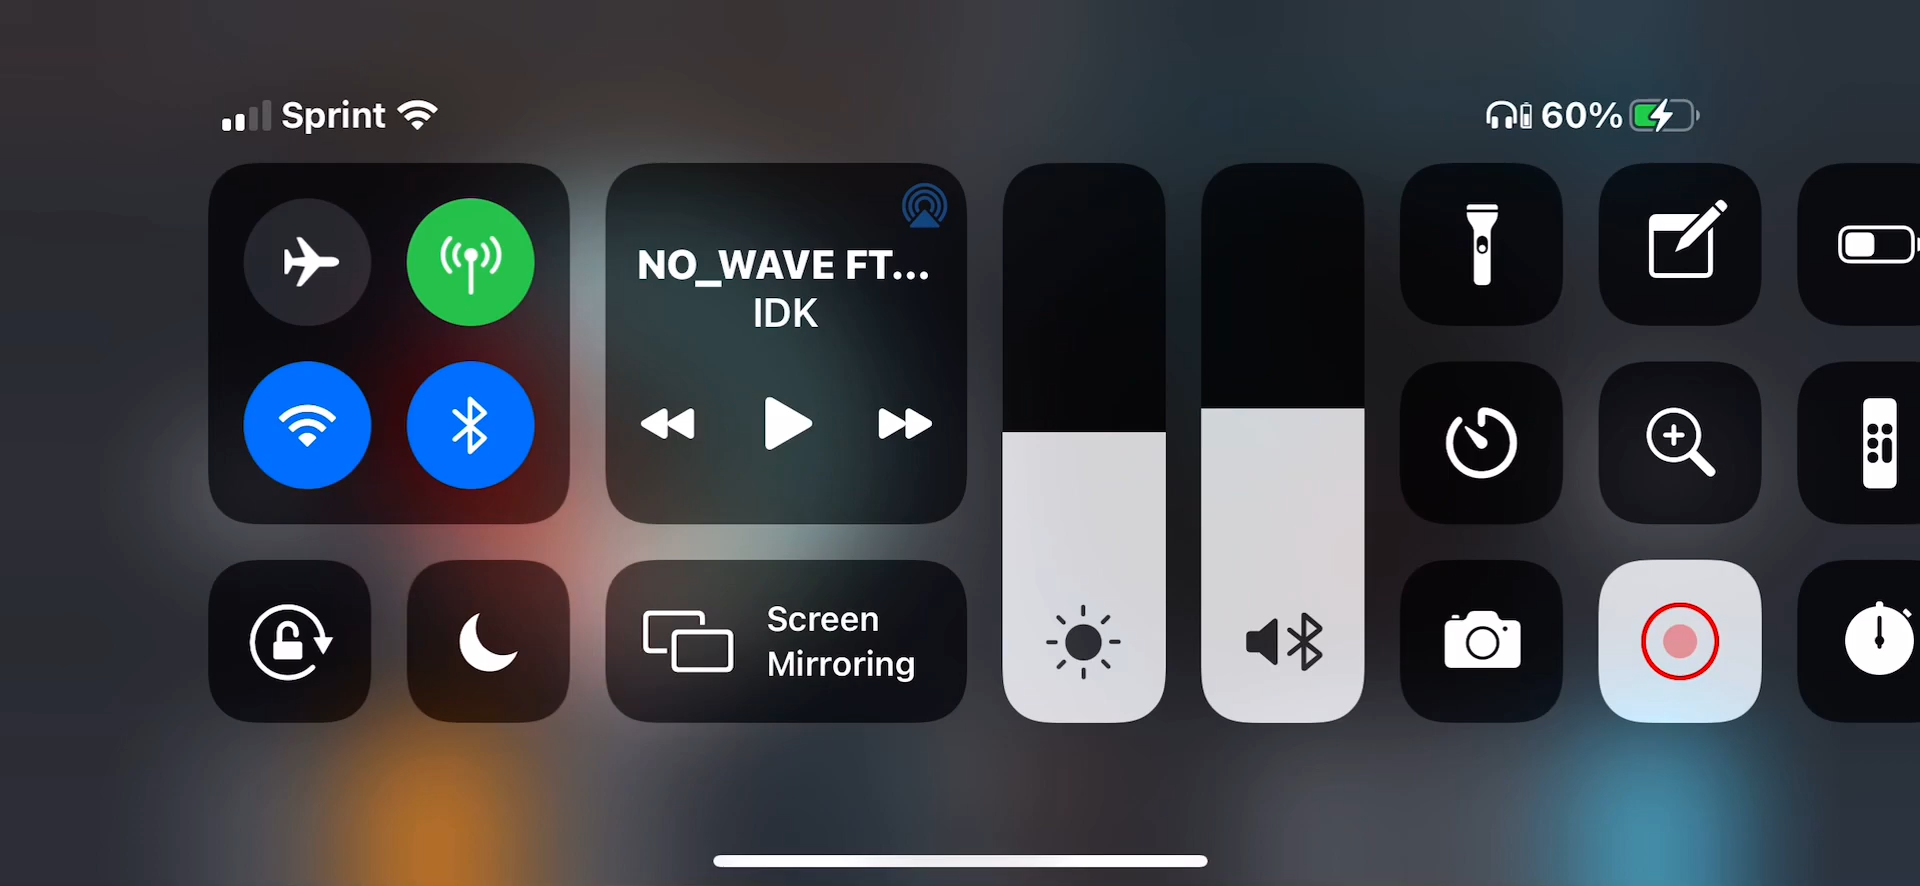 Sprint
60%
NO_WAVE FT...
IDK
Screen
Mirroring